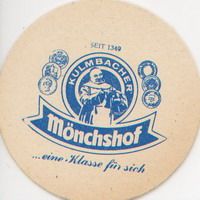 SEIT 1349
KULMBACHER
Mönchshof
...eine Klasse für sich